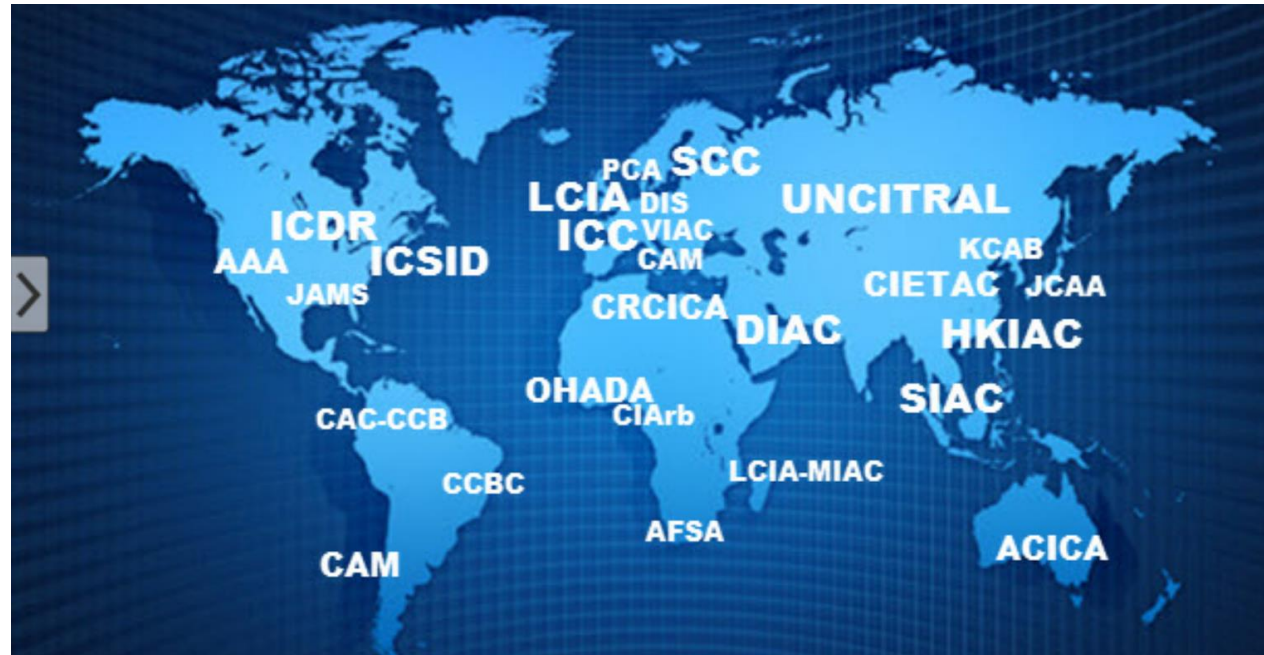 PCA
SCC
LCIA
DIS
UNCITRAL
ICDR
ICC
VIAC
KCAB
AAA
ICSID
CAM
JAMS
CIETAC
JCAA
CRCICA
DIAC
HKIAC
OHADA
SIAC
CAC-CCB
CIArb
CCBC
LCIA-MIAC
AFSA
CAM
ACICA